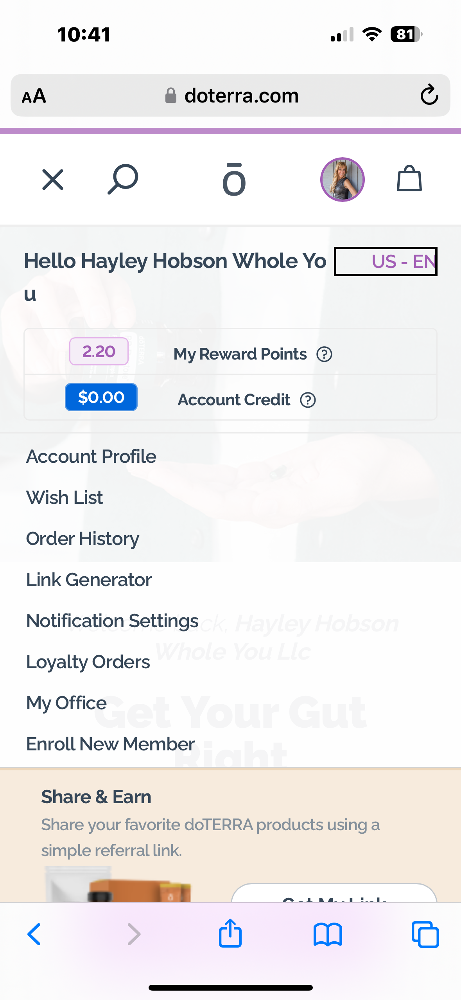 10:41
81
AA
doterra.com
ō
Hello Hayley Hobson Whole Yo
US - EN
u
2.20
My Reward Points ?
$0.00
Account Credit ?
Account Profile
Wish List
Order History
Link Generator
Notification Settings
back, Hayley Hobson
Whole You Llc
Loyalty Orders
My Office
Get Your Gut
Right
Enroll New Member
Share & Earn
Share your favorite doTERRA products using a
simple referral link.
Get My Link